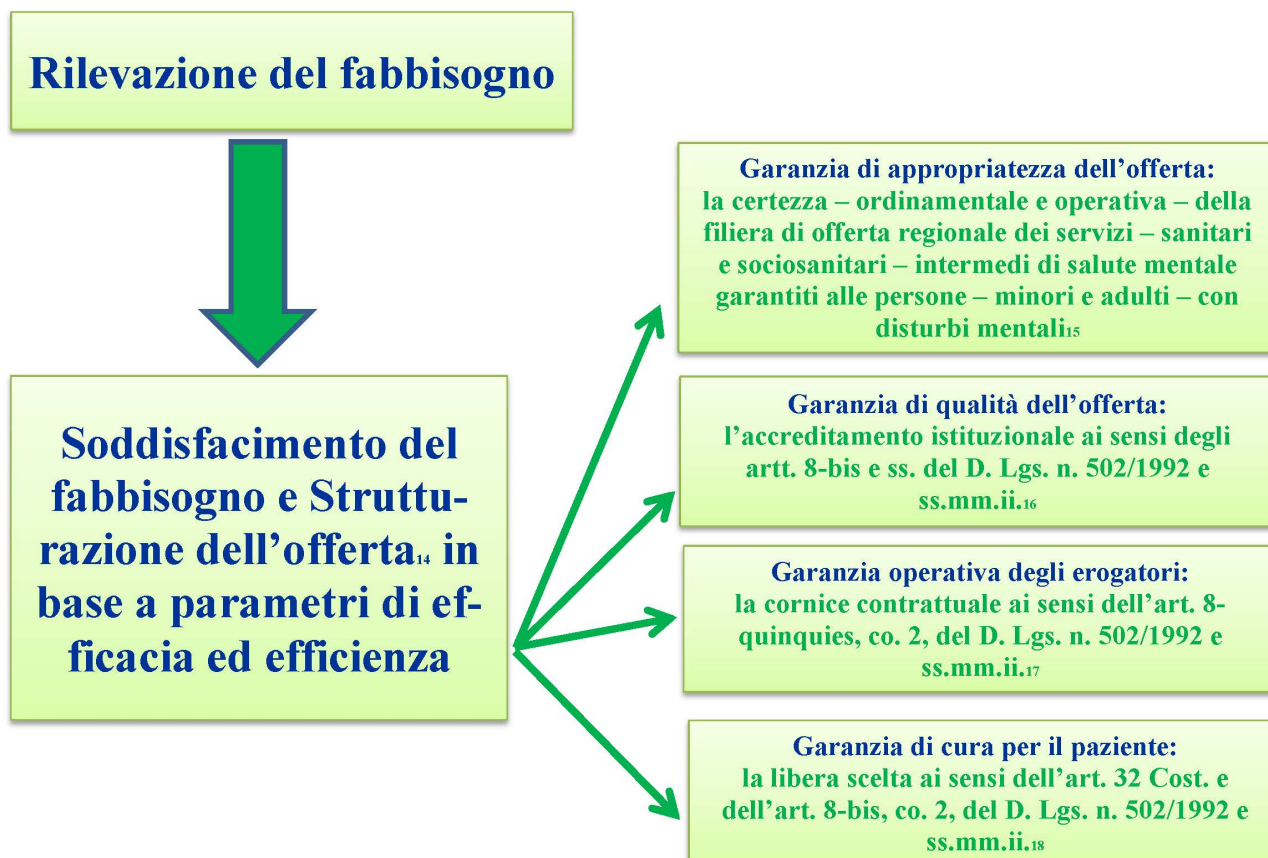 Rilevazione del fabbisogno
Soddisfacimento del
fabbisogno e Struttu-
razione dell’offerta14 in
base a parametri di ef-
ficacia ed efficienza
Garanzia di appropriatezza dell’offerta:
la certezza – ordinamentale e operativa – della
filiera di offerta regionale dei servizi – sanitari
e sociosanitari – intermedi di salute mentale
garantiti alle persone – minori e adulti – con
disturbi mentali15
Garanzia di qualità dell’offerta:
l’accreditamento istituzionale ai sensi degli
artt. 8-bis e ss. del D. Lgs. n. 502/1992 e
ss.mm.ii.16
Garanzia operativa degli erogatori:
la cornice contrattuale ai sensi dell’art. 8-
quinquies, co. 2, del D. Lgs. n. 502/1992 e
ss.mm.ii.17
Garanzia di cura per il paziente:
la libera scelta ai sensi dell’art. 32 Cost. e
dell’art. 8-bis, co. 2, del D. Lgs. n. 502/1992 e
ss.mm.ii.18